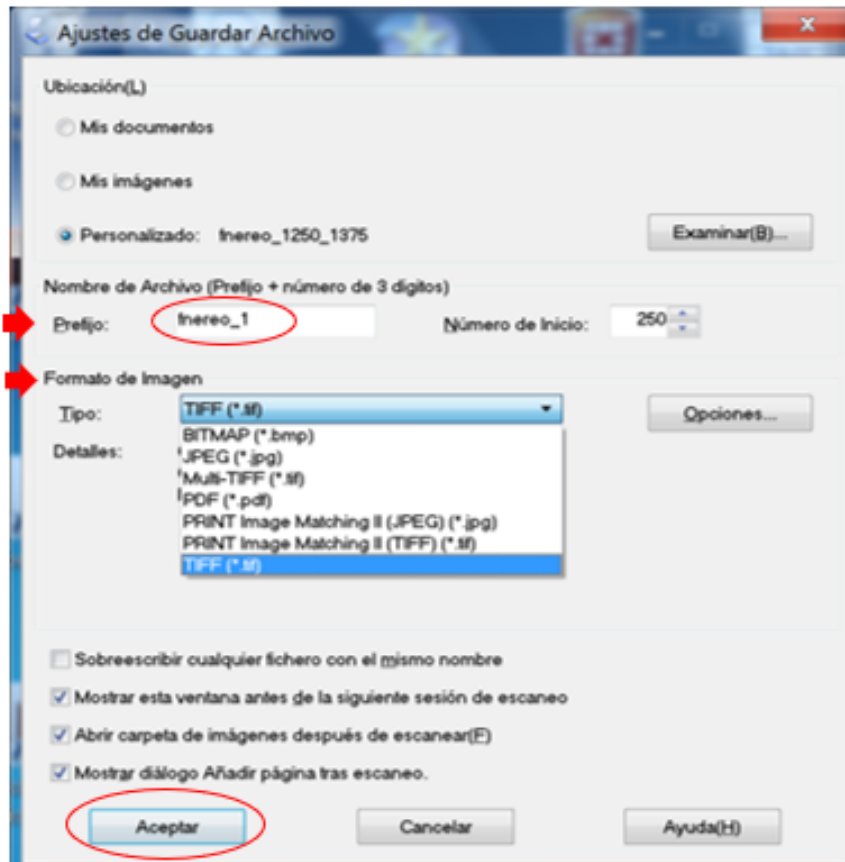 Ajustes de Guardar Archivo
Ubicación(L)
Mis documentos
Mis imágenes
Personalizado: fnereo_1250_1375 Examinar(B)...
Nombre de Archivo (Prefijo + número de 3 dígitos)
Prefijo: fnereo_1 Número de Inicio: 250
Formato de Imagen
Tipo: TIFF (*.tif) Opciones...
Detalles: BITMAP (*.bmp)
JPEG (*.jpg)
Multi-TIFF (*.tif)
PDF (*.pdf)
PRINT Image Matching II (JPEG) (*.jpg)
PRINT Image Matching II (TIFF) (*.tif)
TIFF (*.tif)
Sobreescribir cualquier fichero con el mismo nombre
Mostrar esta ventana antes de la siguiente sesión de escaneo
Abrir carpeta de imágenes después de escanear(F)
Mostrar diálogo Añadir página tras escaneo.
Aceptar Cancelar Ayuda(H)